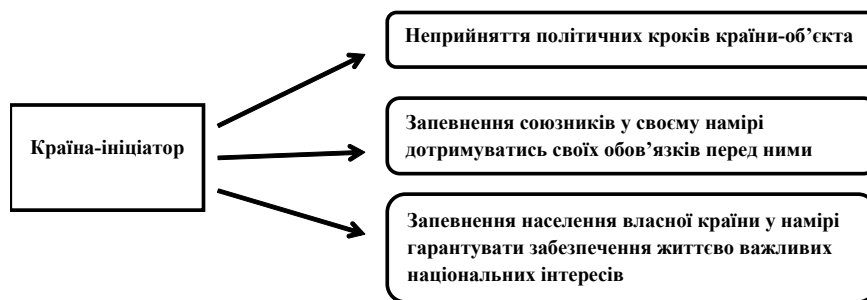 Неприйняття політичних кроків країни-об’єкта
Країна-ініціатор
Запевнення союзників у своєму намірі
дотримуватись своїх обов’язків перед ними
Запевнення населення власної країни у намірі
гарантувати забезпечення життєво важливих
національних інтересів